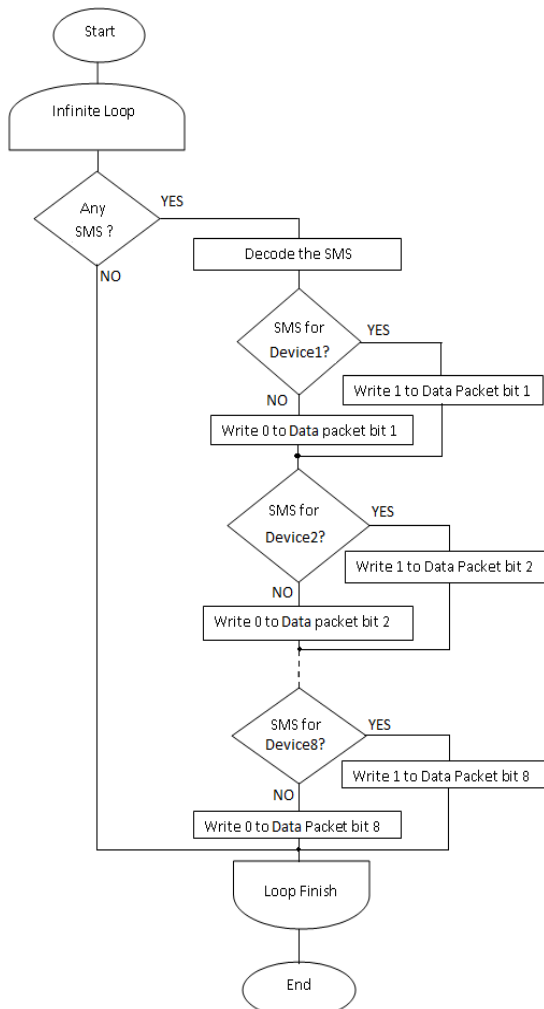 Start
Infinite Loop
Any
SMS ?
YES
NO
Decode the SMS
SMS for
Device1?
YES
NO
Write 1 to Data Packet bit 1
Write 0 to Data packet bit 1
SMS for
Device2?
YES
NO
Write 1 to Data Packet bit 2
Write 0 to Data packet bit 2
SMS for
Device8?
YES
NO
Write 1 to Data Packet bit 8
Write 0 to Data Packet bit 8
Loop Finish
End